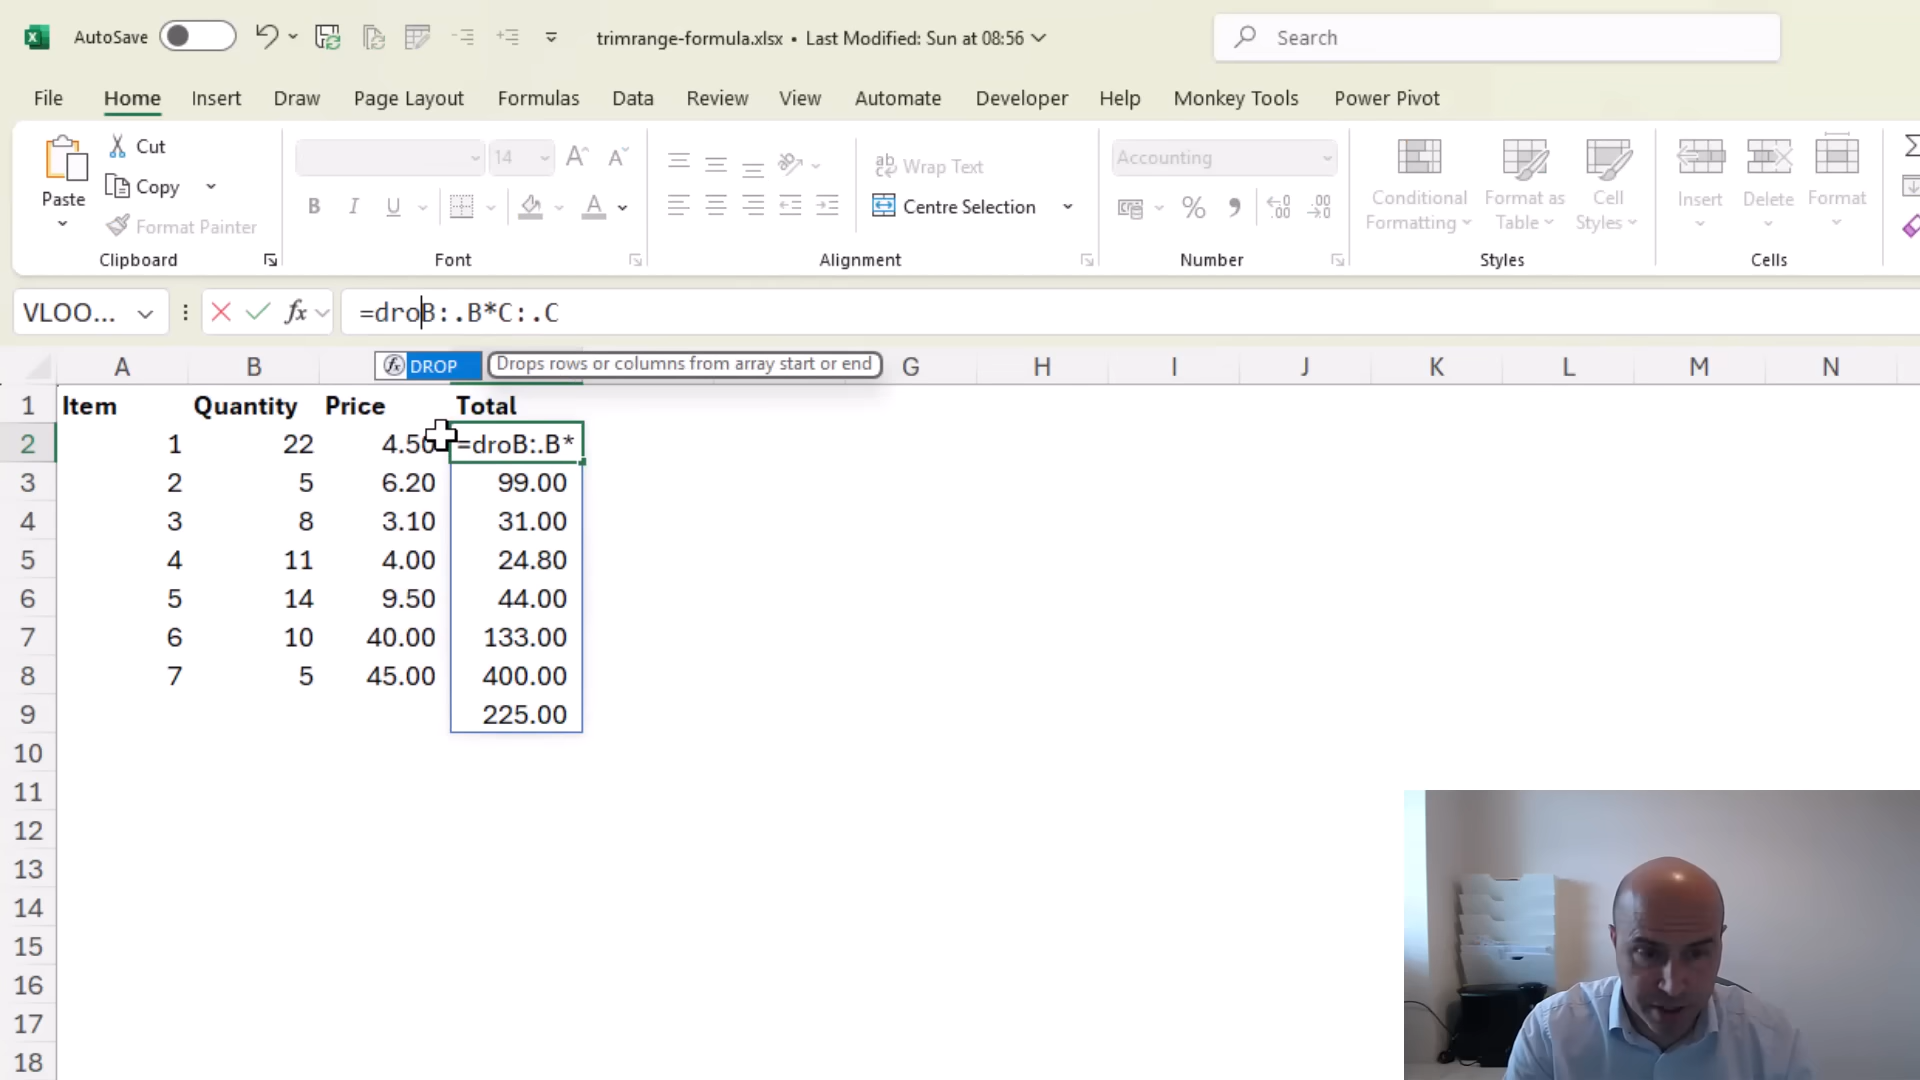 AutoSave trimrange-formula.xlsx • Last Modified: Sun at 08:56 Search
File Home Insert Draw Page Layout Formulas Data Review View Automate Developer Help Monkey Tools Power Pivot
Paste
Cut
Copy
Format Painter
Clipboard
14
B I U
Font
Wrap Text
Centre Selection
Alignment
Accounting
Number
Conditional Formatting
Format as Table
Cell Styles
Styles
Insert Delete Format
Cells
VLOO... fx =droB:.B*C:.C
DROP Drops rows or columns from array start or end
A B G H I J K L M N
1 Item Quantity Price Total
2 1 22 4.50 =droB:.B*
3 2 5 6.20 99.00
4 3 8 3.10 31.00
5 4 11 4.00 24.80
6 5 14 9.50 44.00
7 6 10 40.00 133.00
8 7 5 45.00 400.00
9 225.00
10
11
12
13
14
15
16
17
18